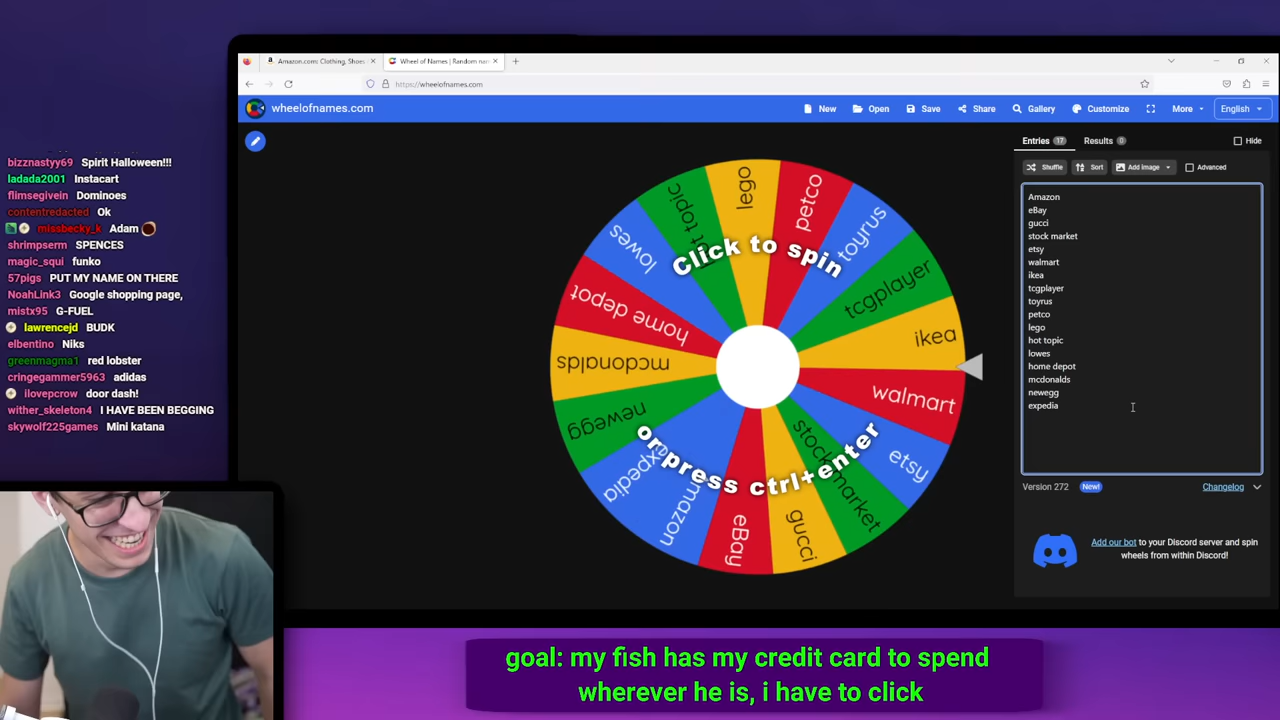 Amazon.com: Clothing, Shoes
Wheel of Names | Random nam
https://wheelofnames.com
wheelofnames.com
New
Open
Save
Share
Gallery
Customize
More
English
Entries 17
Results 0
Hide
Shuffle
Sort
Add image
Advanced
Amazon
eBay
gucci
stock market
etsy
walmart
ikea
tcgplayer
toyrus
petco
lego
hot topic
lowes
home depot
mcdonalds
newegg
expedia
Version 272
New!
Changelog
Add our bot to your Discord server and spin
wheels from within Discord!
Click to spin
or press ctrl+enter
lego
petco
toyrus
tcgplayer
ikea
walmart
etsy
stock market
gucci
eBay
expedia
newegg
mcdonalds
home depot
lowes
bizznastyy69 Spirit Halloween!!!
ladada2001 Instacart
flimsegivein Dominoes
contentredacted Ok
missbecky_k Adam
shrimpserm SPENCES
magic_squi funko
57pigs PUT MY NAME ON THERE
NoahLink3 Google shopping page,
mistx95 G-FUEL
lawrencejd BUDK
elbentino Niks
greenmagma1 red lobster
cringegammer5963 adidas
ilovepcrow door dash!
wither_skeleton4 I HAVE BEEN BEGGING
skywolf225games Mini katana
goal: my fish has my credit card to spend
wherever he is, i have to click